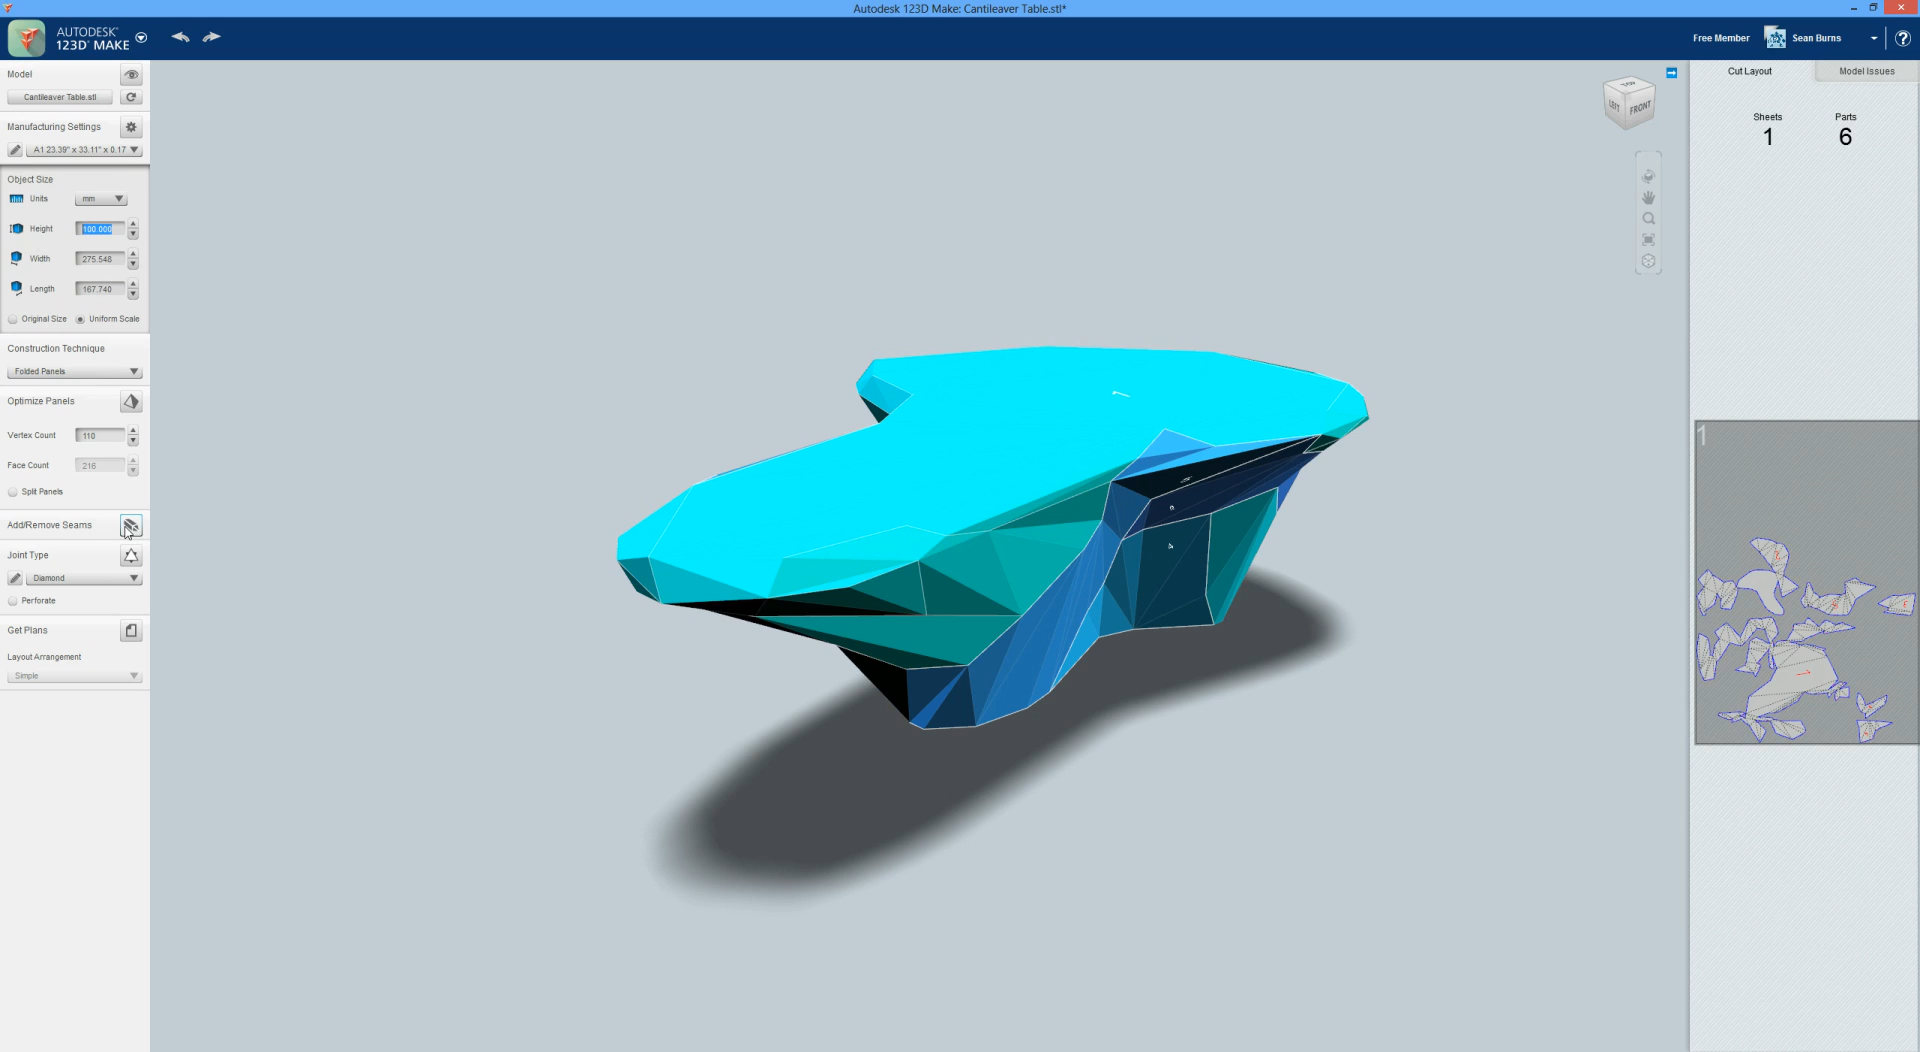 Autodesk 123D Make: Cantileaver Table.stl*
AUTODESK®
123D® MAKE
Free Member
Sean Burns
?
Model
Cantileaver Table.stl
Manufacturing Settings
A1 23.39" x 33.11" x 0.17
Object Size
Units
mm
Height
100.000
Width
275.548
Length
167.740
Original Size
Uniform Scale
Construction Technique
Folded Panels
Optimize Panels
Vertex Count
110
Face Count
216
Split Panels
Add/Remove Seams
Joint Type
Diamond
Perforate
Get Plans
Layout Arrangement
Simple
TOP
LEFT
FRONT
1
4
Cut Layout
Model Issues
Sheets
Parts
1
6
1